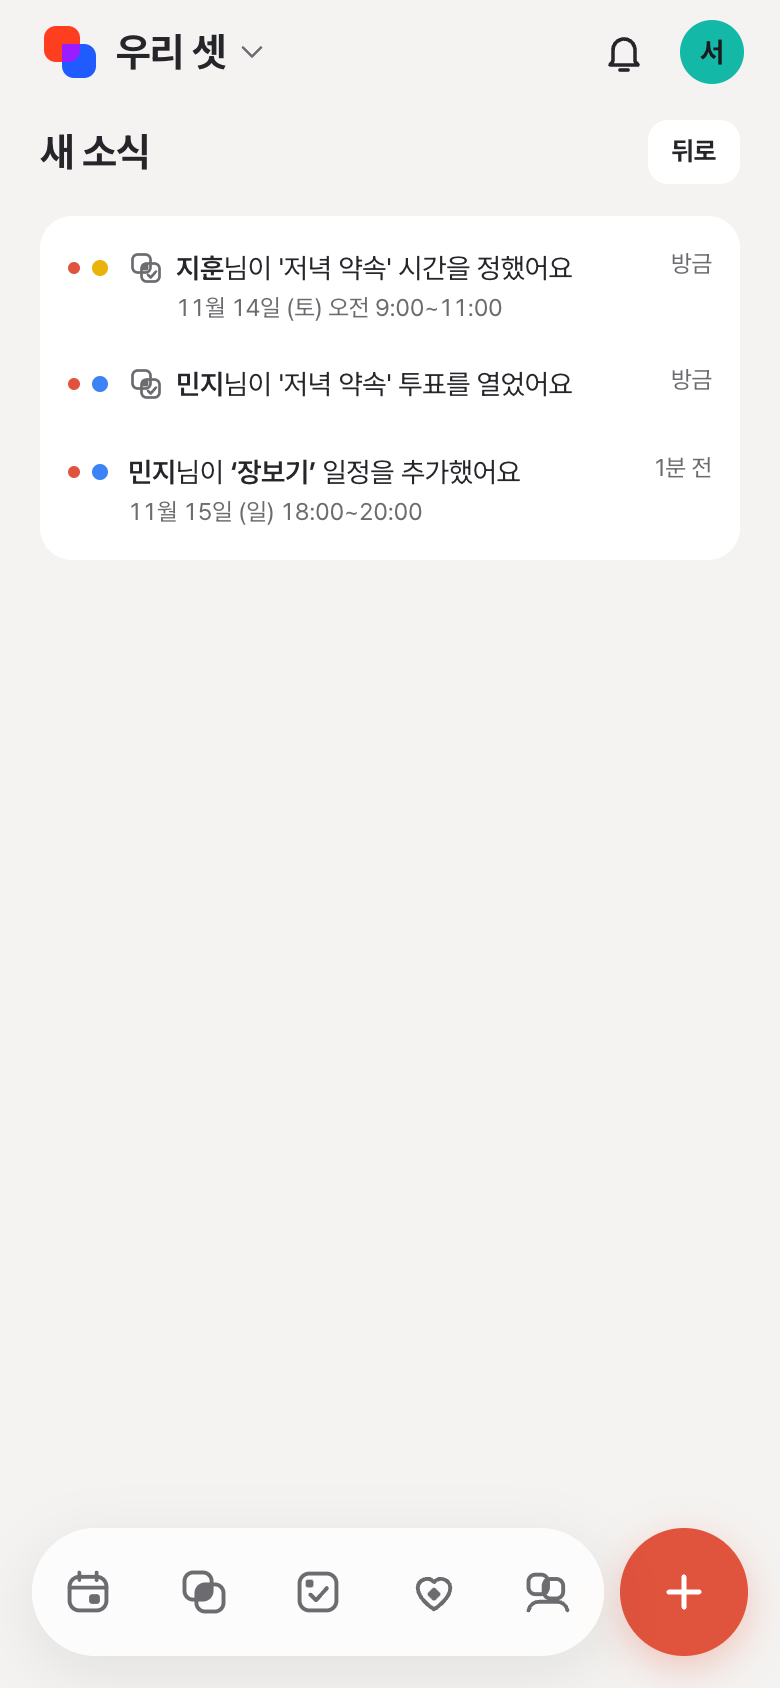 우리 셋
서
새 소식
뒤로
지훈님이 '저녁 약속' 시간을 정했어요
방금
11월 14일 (토) 오전 9:00~11:00
민지님이 '저녁 약속' 투표를 열었어요
방금
민지님이 ‘장보기’ 일정을 추가했어요
1분 전
11월 15일 (일) 18:00~20:00